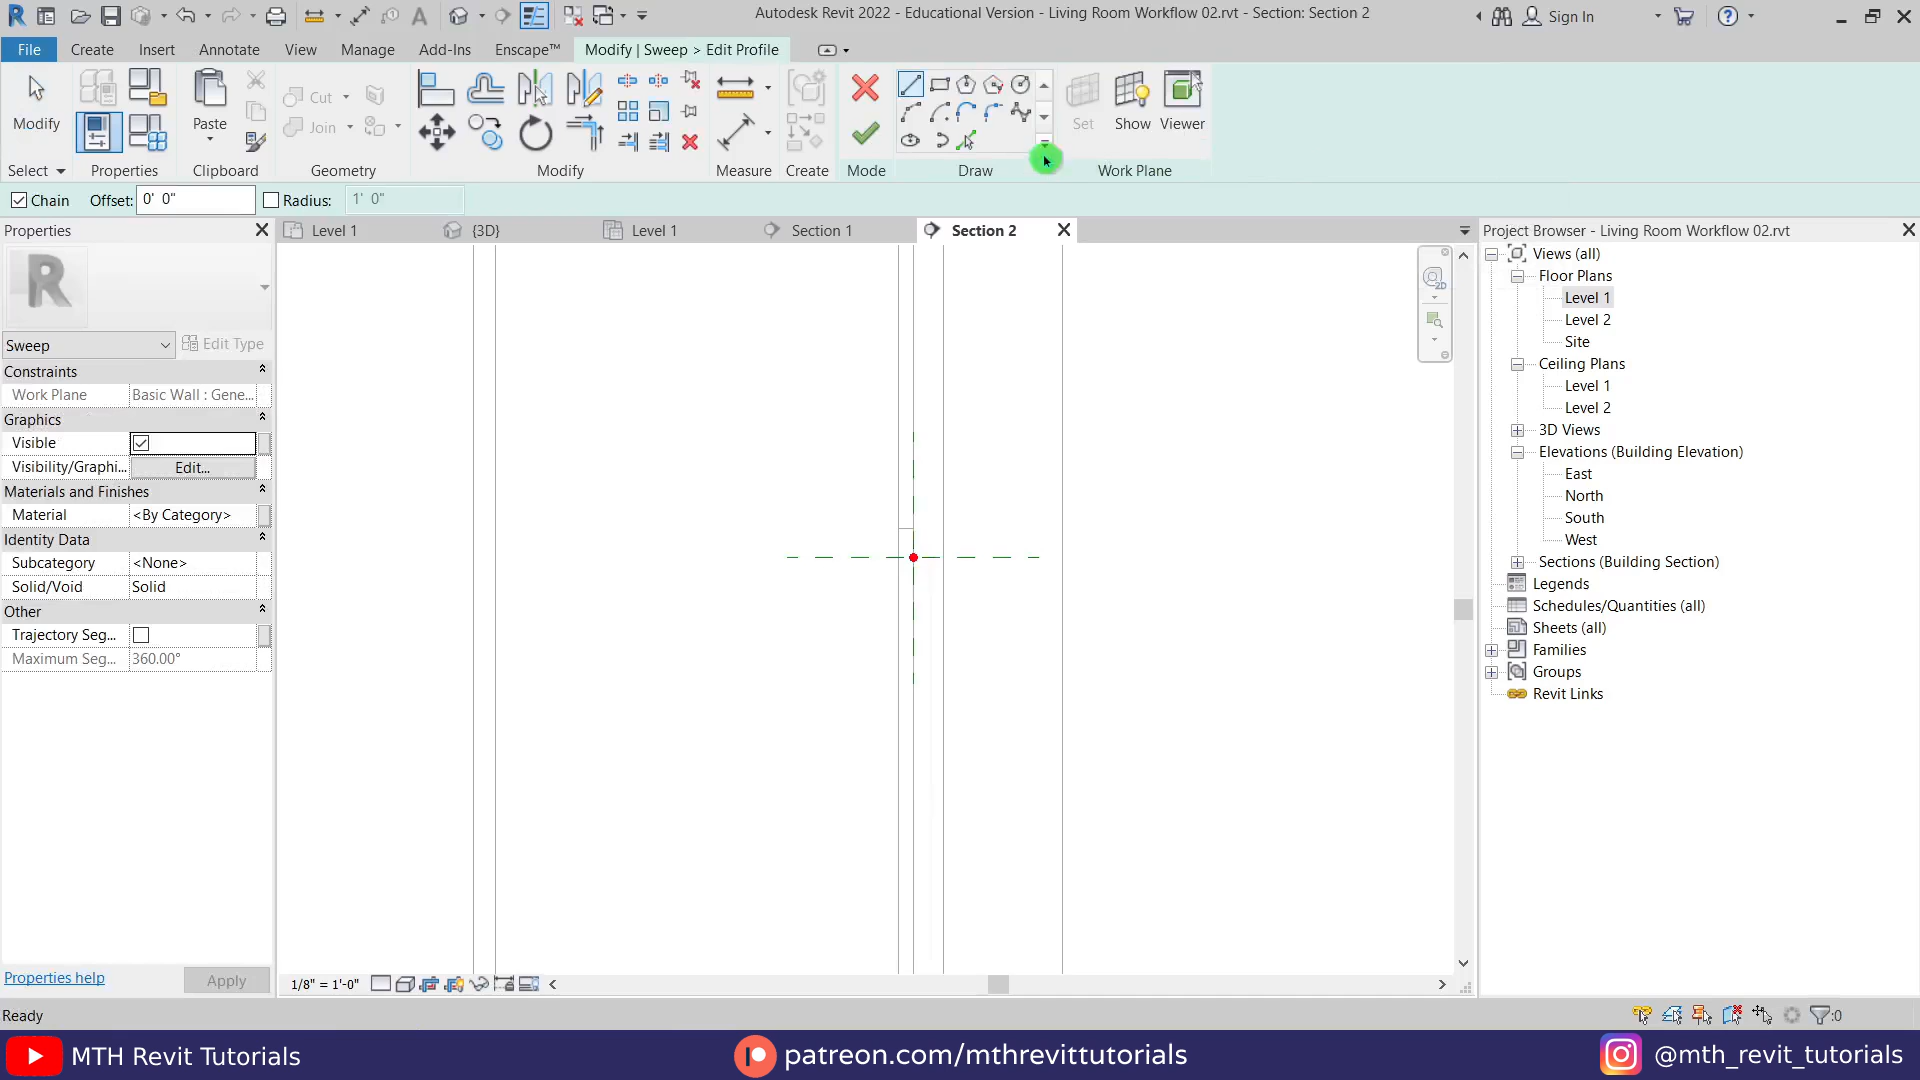 Autodesk Revit 2022 - Educational Version - Living Room Workflow 02.rvt - Section: Section 2
Sign In
File Create Insert Annotate View Manage Add-Ins Enscape™ Modify | Sweep > Edit Profile
Modify
Paste
Cut
Join
Set
Show
Viewer
Select Properties Clipboard Geometry Modify Measure Create Mode Draw Work Plane
Chain Offset: 0' 0" Radius: 1' 0"
Properties
Level 1 {3D} Level 1 Section 1 Section 2
Project Browser - Living Room Workflow 02.rvt
R
Sweep Edit Type
Constraints
Work Plane Basic Wall : Gene...
Graphics
Visible
Visibility/Graphi... Edit...
Materials and Finishes
Material <By Category>
Identity Data
Subcategory <None>
Solid/Void Solid
Other
Trajectory Seg...
Maximum Seg... 360.00°
Properties help Apply
2D
Views (all)
Floor Plans
Level 1
Level 2
Site
Ceiling Plans
Level 1
Level 2
3D Views
Elevations (Building Elevation)
East
North
South
West
Sections (Building Section)
Legends
Schedules/Quantities (all)
Sheets (all)
Families
Groups
Revit Links
1/8" = 1'-0"
Ready
:0
MTH Revit Tutorials
patreon.com/mthrevittutorials
@mth_revit_tutorials